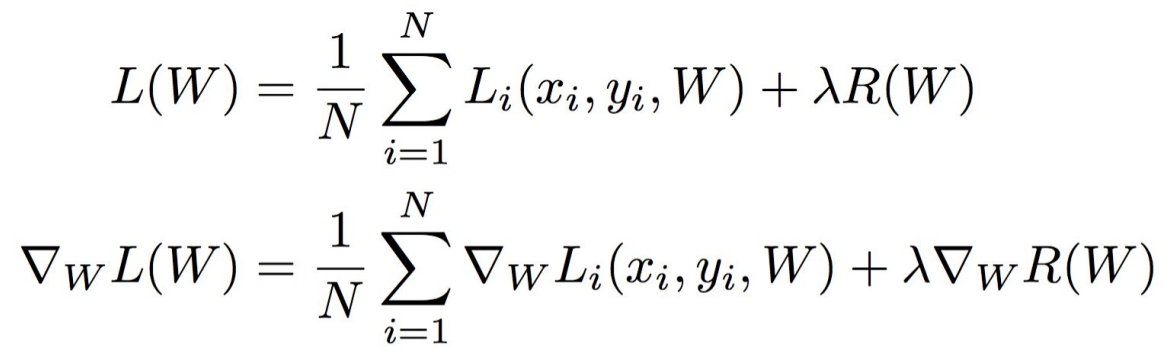 L(W) = \frac{1}{N} \sum_{i=1}^{N} L_i(x_i, y_i, W) + \lambda R(W)
\nabla_W L(W) = \frac{1}{N} \sum_{i=1}^{N} \nabla_W L_i(x_i, y_i, W) + \lambda \nabla_W R(W)